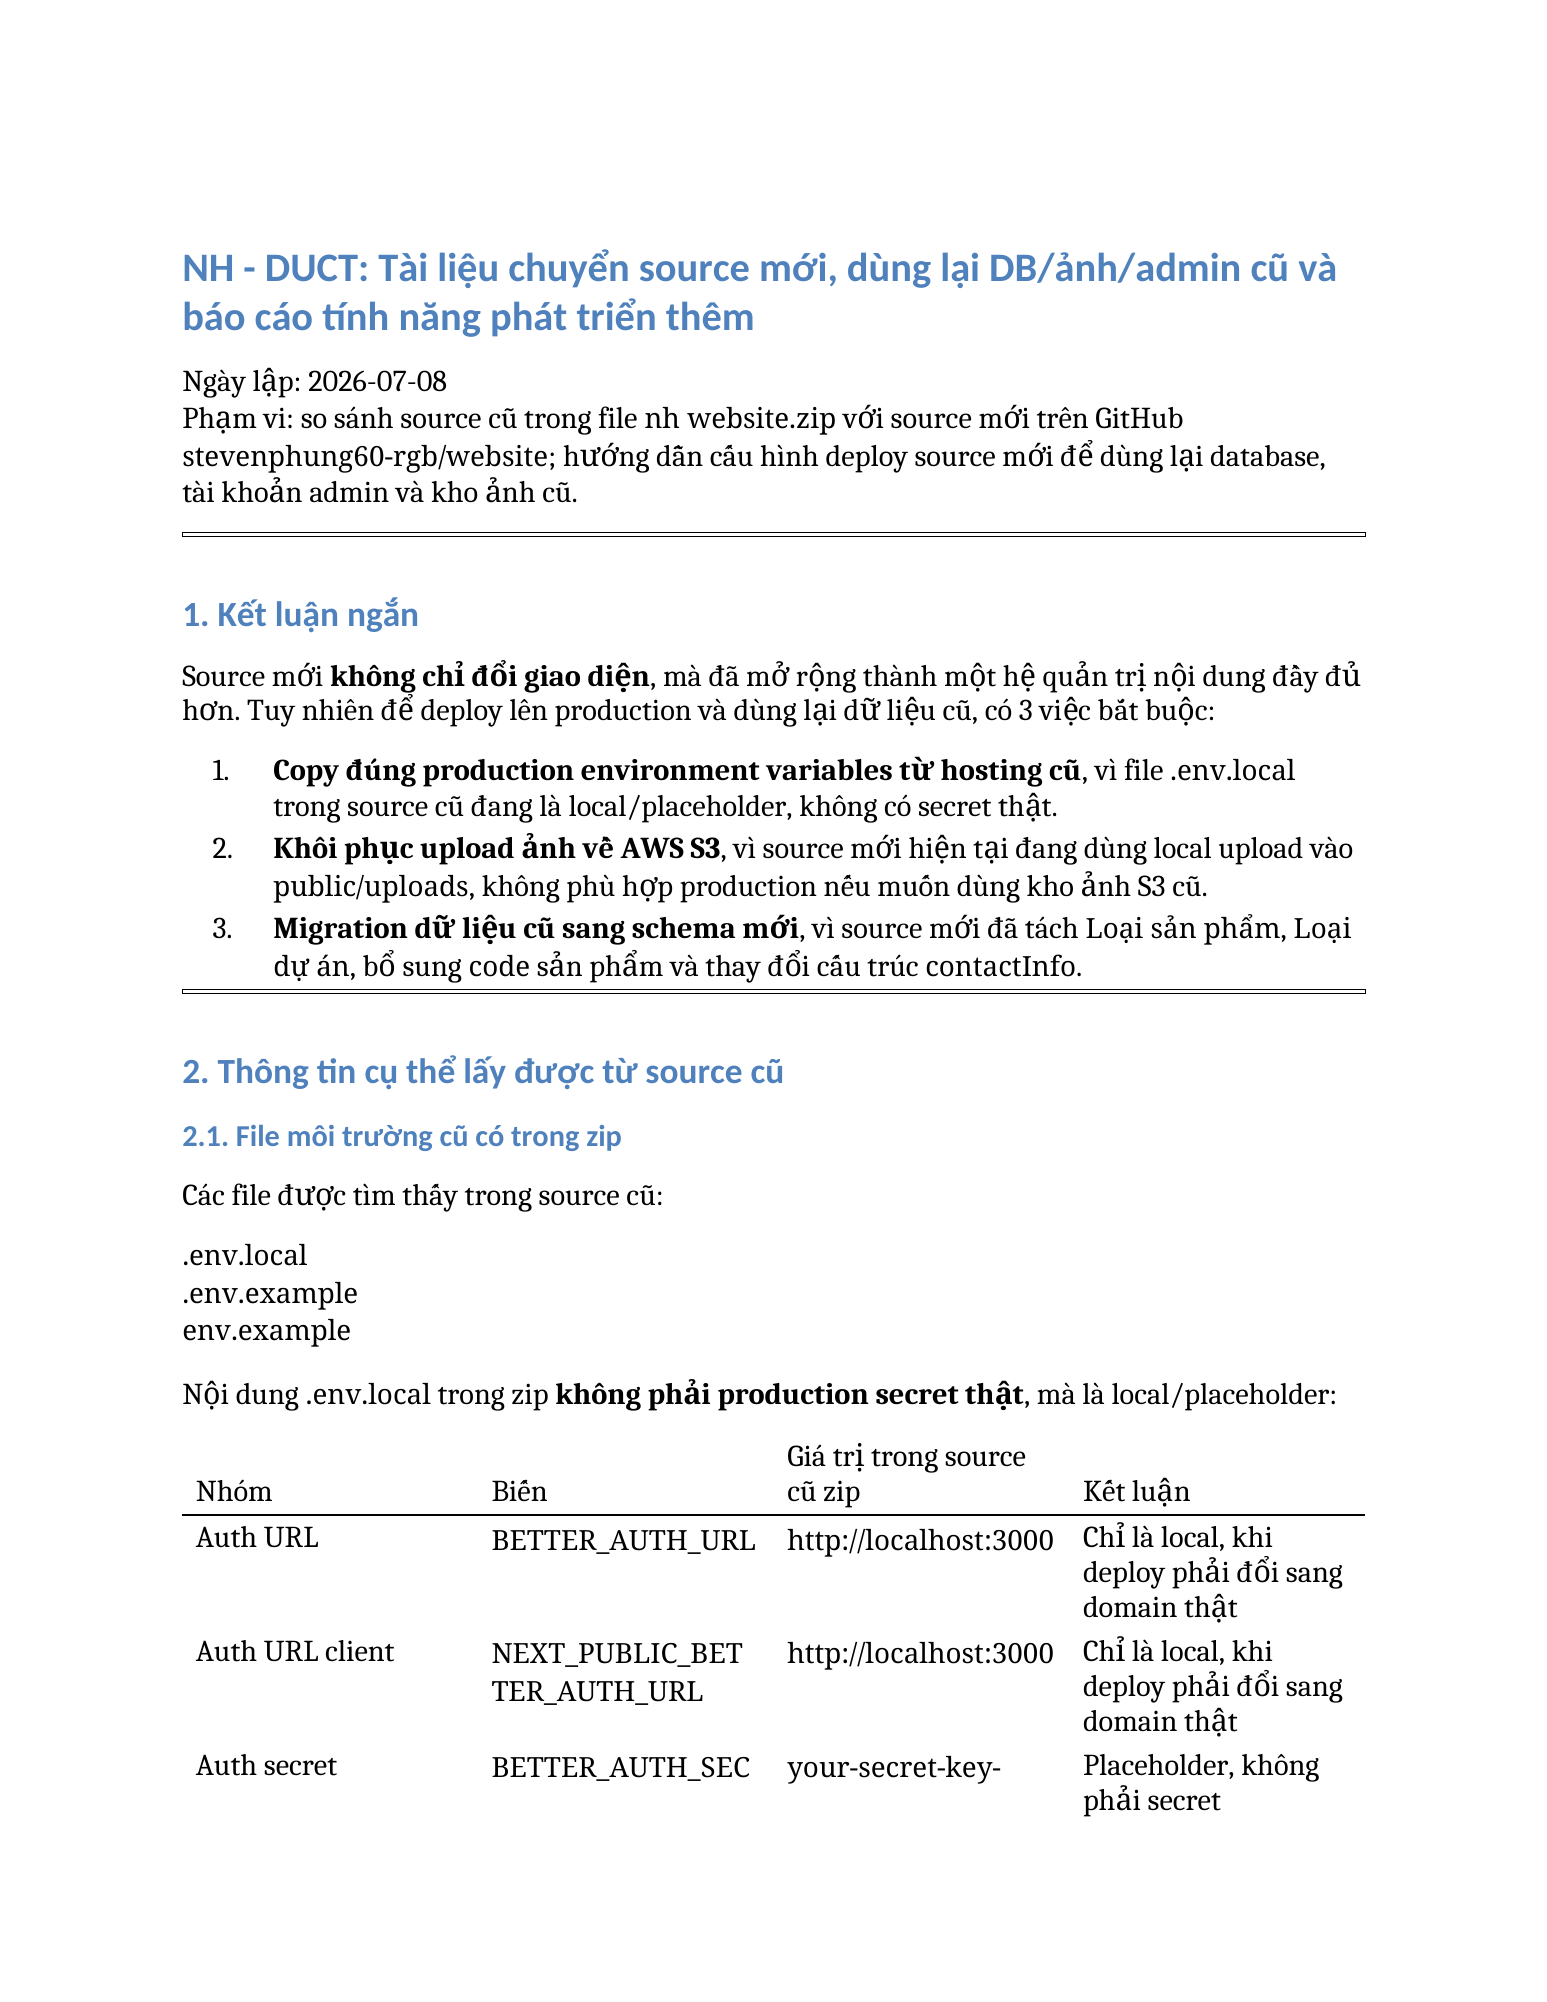 NH - DUCT: Tài liệu chuyển source mới, dùng lại DB/ảnh/admin cũ và
báo cáo tính năng phát triển thêm
Ngày lập: 2026-07-08
Phạm vi: so sánh source cũ trong file nh website.zip với source mới trên GitHub
stevenphung60-rgb/website; hướng dẫn cấu hình deploy source mới để dùng lại database,
tài khoản admin và kho ảnh cũ.
1. Kết luận ngắn
Source mới không chỉ đổi giao diện, mà đã mở rộng thành một hệ quản trị nội dung đầy đủ
hơn. Tuy nhiên để deploy lên production và dùng lại dữ liệu cũ, có 3 việc bắt buộc:
1. Copy đúng production environment variables từ hosting cũ, vì file .env.local
trong source cũ đang là local/placeholder, không có secret thật.
2. Khôi phục upload ảnh về AWS S3, vì source mới hiện tại đang dùng local upload vào
public/uploads, không phù hợp production nếu muốn dùng kho ảnh S3 cũ.
3. Migration dữ liệu cũ sang schema mới, vì source mới đã tách Loại sản phẩm, Loại
dự án, bổ sung code sản phẩm và thay đổi cấu trúc contactInfo.
2. Thông tin cụ thể lấy được từ source cũ
2.1. File môi trường cũ có trong zip
Các file được tìm thấy trong source cũ:
.env.local
.env.example
env.example
Nội dung .env.local trong zip không phải production secret thật, mà là local/placeholder:
Giá trị trong source
Nhóm Biến cũ zip Kết luận
Auth URL BETTER_AUTH_URL http://localhost:3000 Chỉ là local, khi
deploy phải đổi sang
domain thật
Auth URL client NEXT_PUBLIC_BET http://localhost:3000 Chỉ là local, khi
TER_AUTH_URL deploy phải đổi sang
domain thật
Auth secret BETTER_AUTH_SEC your-secret-key- Placeholder, không
phải secret